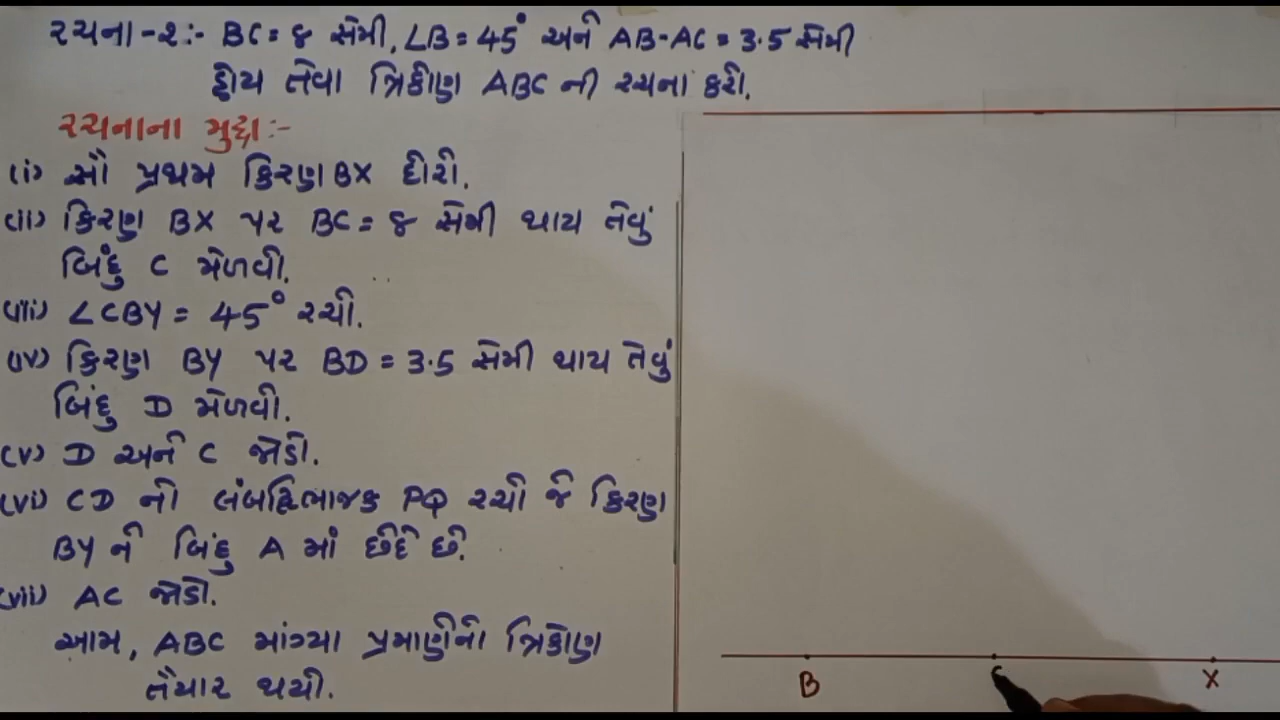 રચના-૨:- BC = ૪ સેમી, ∠B = 45° અને AB-AC = 3.5 સેમી
હોય તેવા ત્રિકોણ ABC ની રચના કરો.
રચનાના મુદ્દા:-
(i) સૌ પ્રથમ કિરણ BX દોરો.
(ii) કિરણ BX પર BC = ૪ સેમી થાય તેવું
બિંદુ C મેળવો.
(iii) ∠CBY = 45° રચો.
(iv) કિરણ BY પર BD = 3.5 સેમી થાય તેવું
બિંદુ D મેળવો.
(v) D અને C જોડો.
(vi) CD નો લંબદ્વિભાજક PQ રચો જે કિરણ
BY ને બિંદુ A માં છેદે છે.
(vii) AC જોડો.
આમ, ABC માંગ્યા પ્રમાણેનો ત્રિકોણ
તૈયાર થયો.
B C X